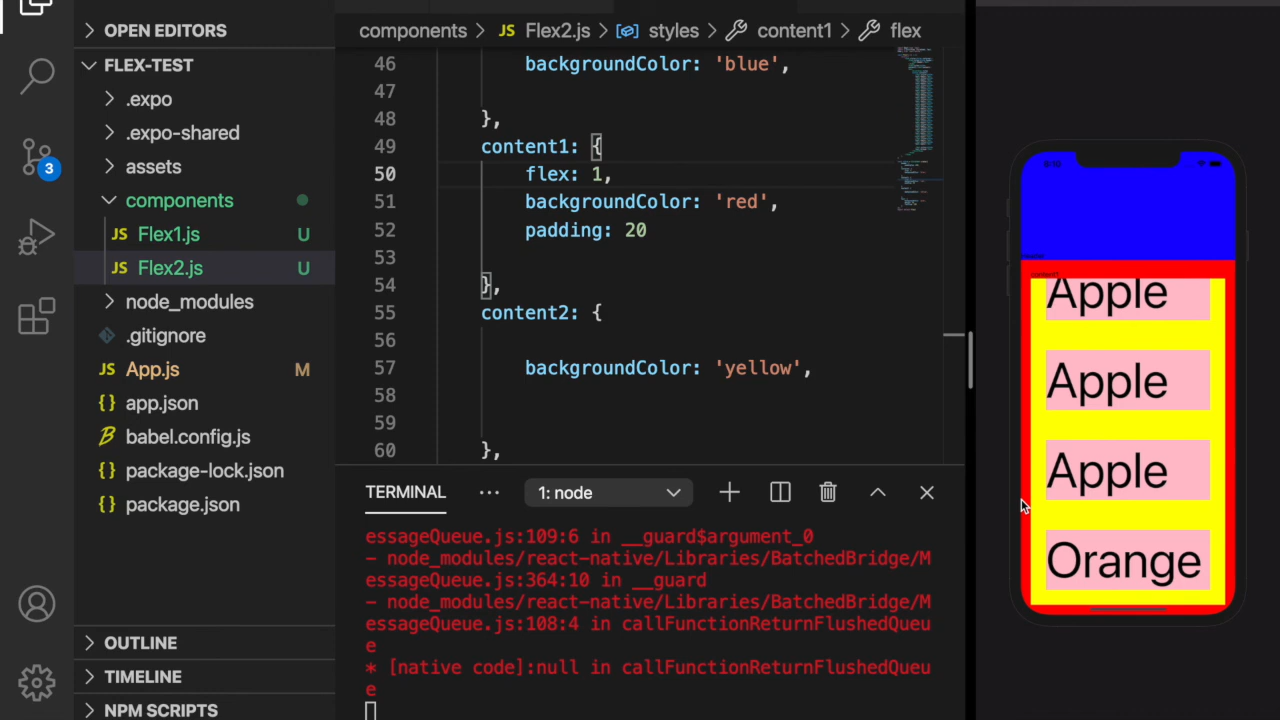 OPEN EDITORS
FLEX-TEST
.expo
.expo-shared
assets
components
JS Flex1.js U
JS Flex2.js U
node_modules
.gitignore
JS App.js M
{} app.json
babel.config.js
{} package-lock.json
{} package.json
OUTLINE
TIMELINE
NPM SCRIPTS
3
components > JS Flex2.js > styles > content1 > flex
46 backgroundColor: 'blue',
47
48 },
49 content1: {
50 flex: 1,
51 backgroundColor: 'red',
52 padding: 20
53
54 },
55 content2: {
56
57 backgroundColor: 'yellow',
58
59
60 },
TERMINAL ... 1: node
essageQueue.js:109:6 in __guard$argument_0
- node_modules/react-native/Libraries/BatchedBridge/M
essageQueue.js:364:10 in __guard
- node_modules/react-native/Libraries/BatchedBridge/M
essageQueue.js:108:4 in callFunctionReturnFlushedQueu
e
* [native code]:null in callFunctionReturnFlushedQueu
e
content1
Apple
Apple
Apple
Orange